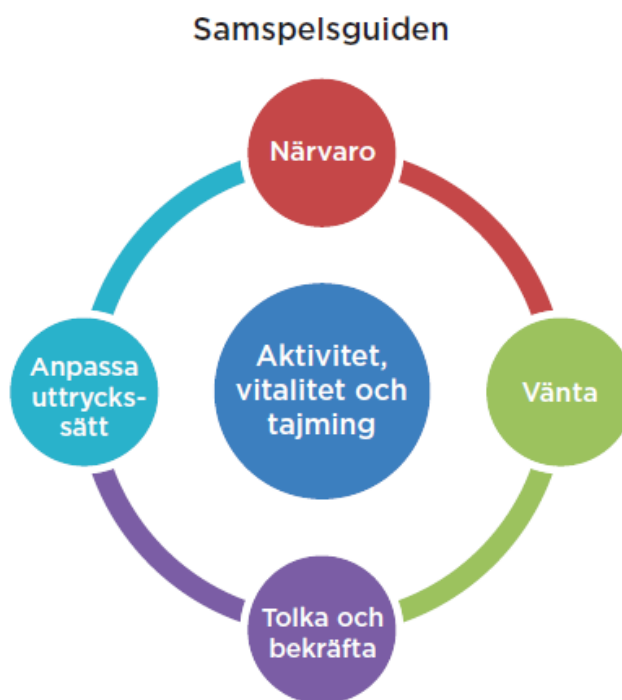 Samspelsguiden
Närvaro
Vänta
Tolka och
bekräfta
Anpassa
uttrycks-
sätt
Aktivitet,
vitalitet och
tajming